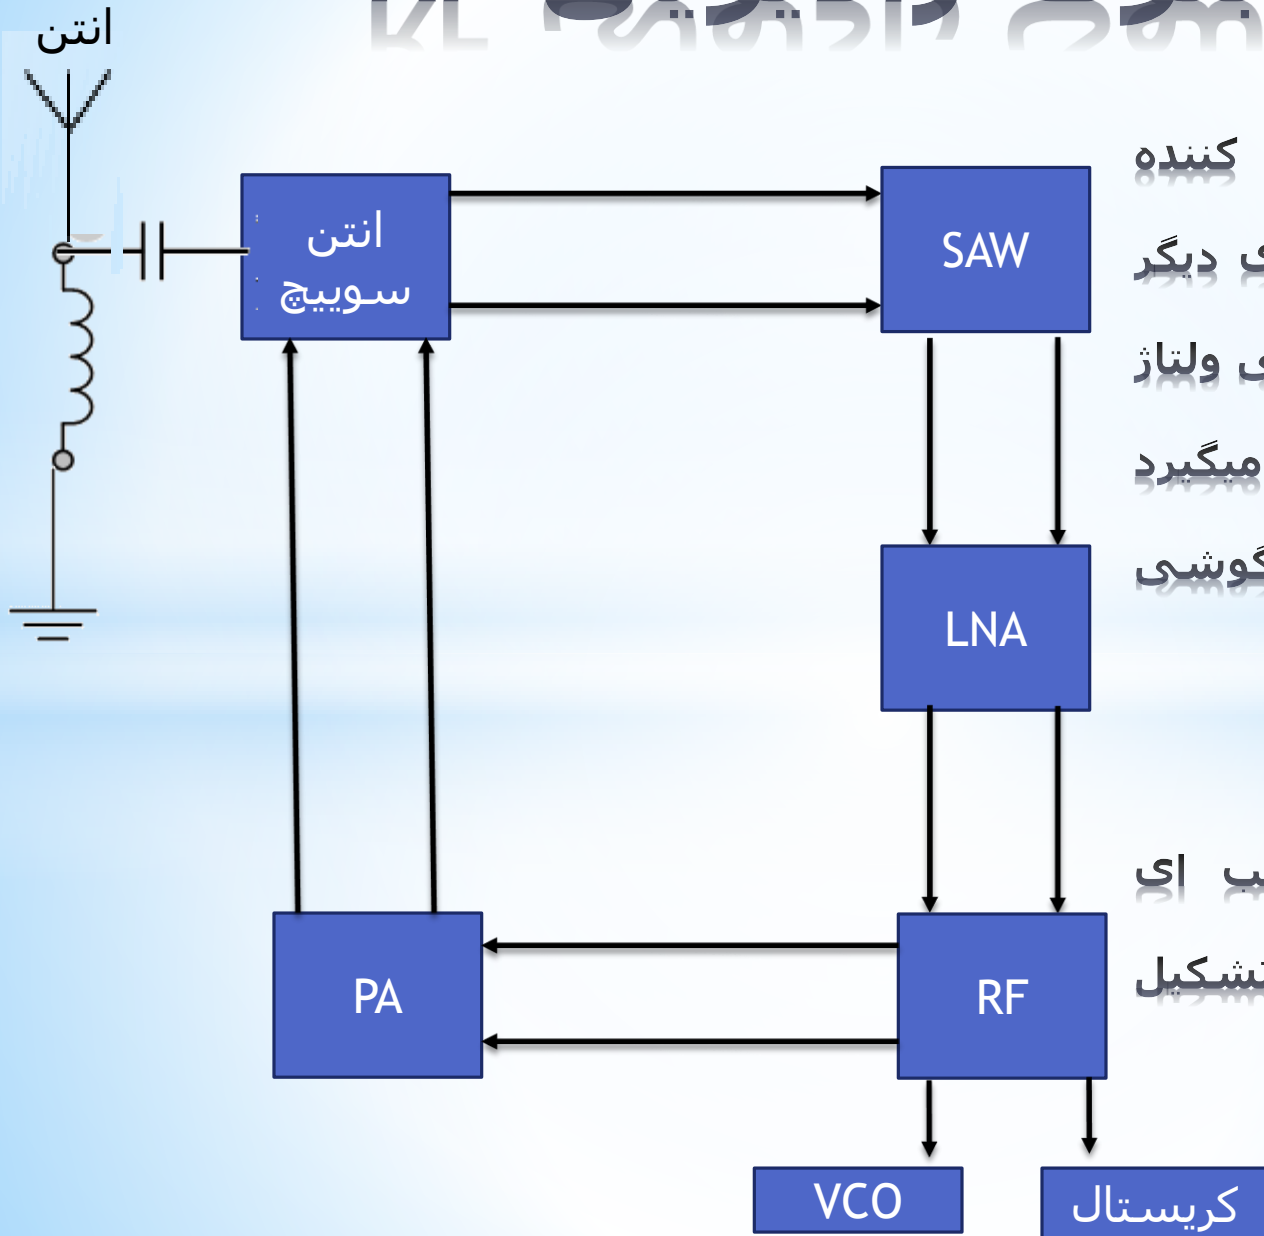 انتن
کننده
دیگر
ولتاژ
میگیرد
گوشی
ای
تشکیل
انتن
سوییچ
SAW
LNA
PA
RF
VCO
کریستال